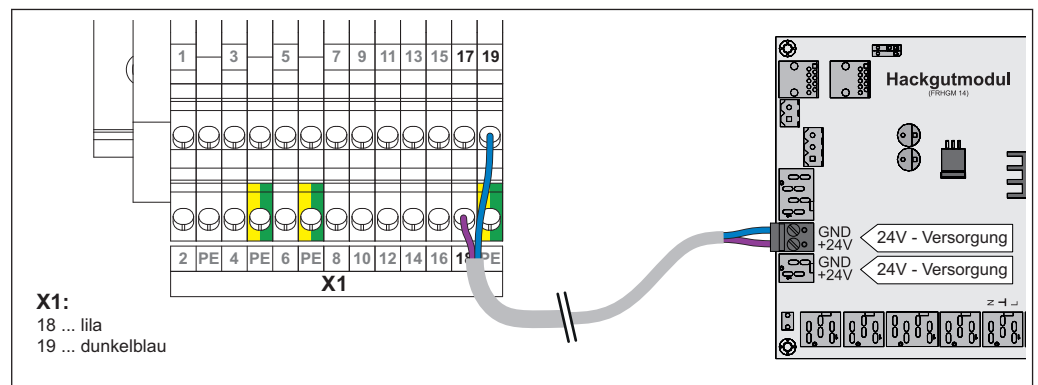 1 3 5 7 9 11 13 15 17 19
2 PE 4 PE 6 PE 8 10 12 14 16 18 PE
X1
X1:
18 ... lila
19 ... dunkelblau
Hackgutmodul
(FRHGM 14)
GND
+24V
24V - Versorgung
GND
+24V
24V - Versorgung
N T L